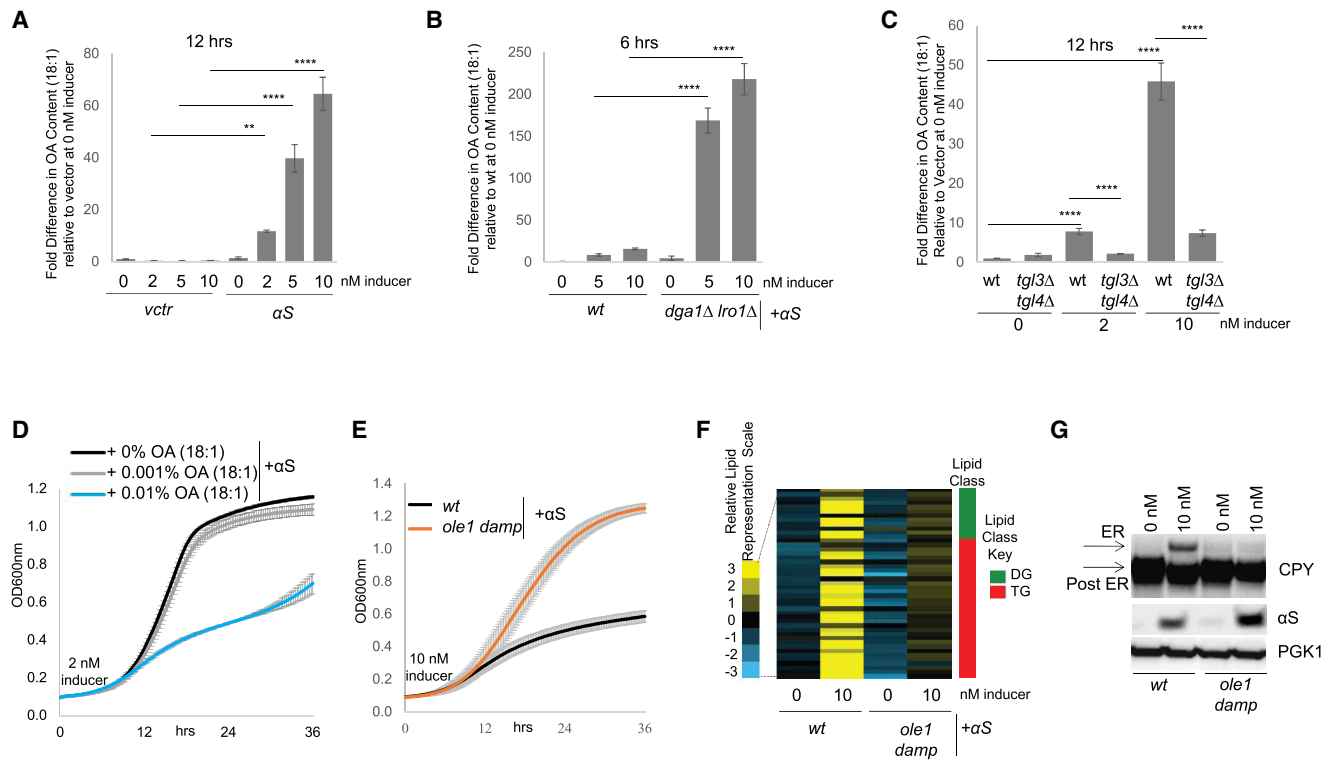 A
12 hrs
Fold Difference in OA Content (18:1)
relative to vector at 0 nM inducer
80
60
40
20
0
**
****
****
0 2 5 10 0 2 5 10 nM inducer
vctr αS
B
6 hrs
Fold Difference in OA Content (18:1)
relative to wt at 0 nM inducer
250
200
150
100
50
0
****
****
0 5 10 0 5 10 nM inducer
wt dga1Δ lro1Δ +αS
C
12 hrs
Fold Difference in OA Content (18:1)
Relative to Vector at 0 nM inducer
60
50
40
30
20
10
0
****
****
****
****
wt tgl3Δ wt tgl3Δ wt tgl3Δ
tgl4Δ tgl4Δ tgl4Δ
0 2 10 nM inducer
D
+ 0% OA (18:1)
+ 0.001% OA (18:1)
+ 0.01% OA (18:1)
+αS
OD600nm
1.2
1.0
0.8
0.6
0.4
0.2
0.0
2 nM
inducer
0 12 hrs 24 36
E
wt
ole1 damp
+αS
OD600nm
1.4
1.2
1.0
0.8
0.6
0.4
0.2
0.0
10 nM
inducer
0 12 hrs 24 36
F
Relative Lipid
Representation Scale
3
2
1
0
-1
-2
-3
Lipid
Class
Lipid
Class
Key
DG
TG
0 10 0 10 nM inducer
wt ole1
damp
+αS
G
0 nM 10 nM 0 nM 10 nM
ER
Post ER
CPY
αS
PGK1
wt ole1
damp